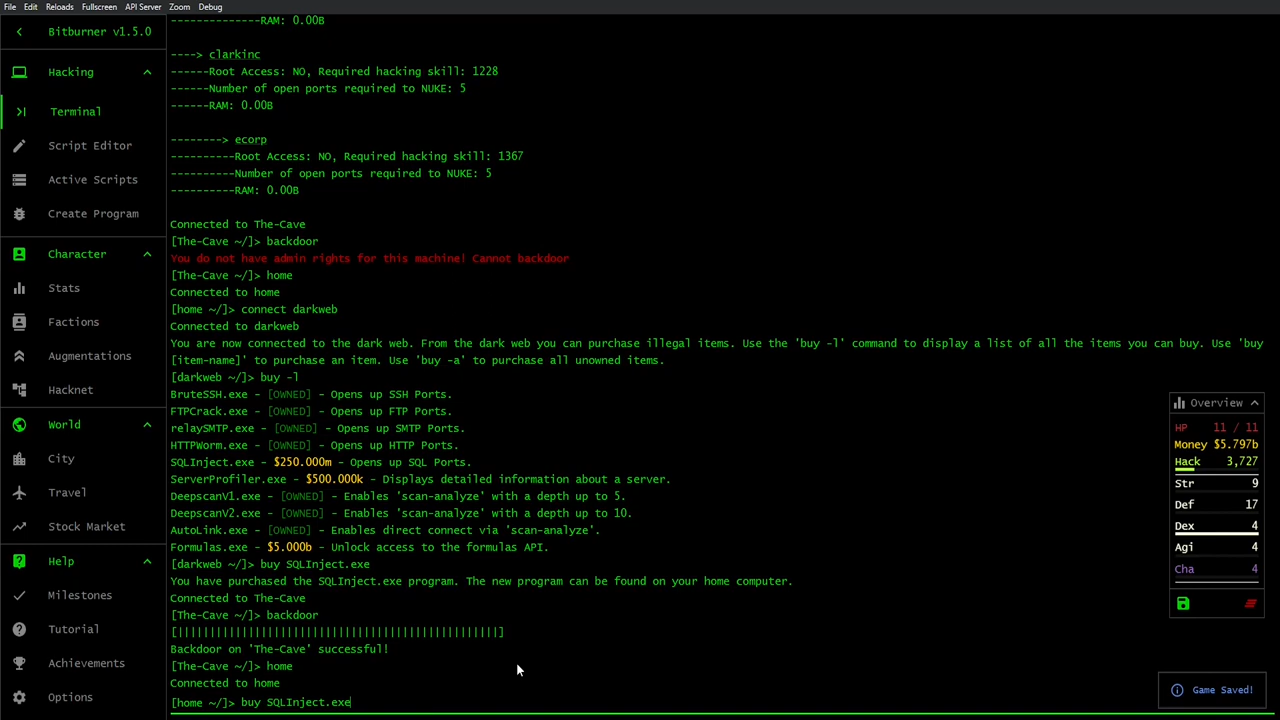 File Edit Reloads Fullscreen API Server Zoom Debug
Bitburner v1.5.0
Hacking
Terminal
Script Editor
Active Scripts
Create Program
Character
Stats
Factions
Augmentations
Hacknet
World
City
Travel
Stock Market
Help
Milestones
Tutorial
Achievements
Options
--------------RAM: 0.00B
----> clarkinc
------Root Access: NO, Required hacking skill: 1228
------Number of open ports required to NUKE: 5
------RAM: 0.00B
--------> ecorp
----------Root Access: NO, Required hacking skill: 1367
----------Number of open ports required to NUKE: 5
----------RAM: 0.00B
Connected to The-Cave
[The-Cave ~/]> backdoor
You do not have admin rights for this machine! Cannot backdoor
[The-Cave ~/]> home
Connected to home
[home ~/]> connect darkweb
Connected to darkweb
You are now connected to the dark web. From the dark web you can purchase illegal items. Use the 'buy -l' command to display a list of all the items you can buy. Use 'buy
[item-name]' to purchase an item. Use 'buy -a' to purchase all unowned items.
[darkweb ~/]> buy -l
BruteSSH.exe - [OWNED] - Opens up SSH Ports.
FTPCrack.exe - [OWNED] - Opens up FTP Ports.
relaySMTP.exe - [OWNED] - Opens up SMTP Ports.
HTTPWorm.exe - [OWNED] - Opens up HTTP Ports.
SQLInject.exe - $250.000m - Opens up SQL Ports.
ServerProfiler.exe - $500.000k - Displays detailed information about a server.
DeepscanV1.exe - [OWNED] - Enables 'scan-analyze' with a depth up to 5.
DeepscanV2.exe - [OWNED] - Enables 'scan-analyze' with a depth up to 10.
AutoLink.exe - [OWNED] - Enables direct connect via 'scan-analyze'.
Formulas.exe - $5.000b - Unlock access to the formulas API.
[darkweb ~/]> buy SQLInject.exe
You have purchased the SQLInject.exe program. The new program can be found on your home computer.
Connected to The-Cave
[The-Cave ~/]> backdoor
[||||||||||||||||||||||||||||||||||||||||||||||||||]
Backdoor on 'The-Cave' successful!
[The-Cave ~/]> home
Connected to home
[home ~/]> buy SQLInject.exe
Overview
HP 11 / 11
Money $5.797b
Hack 3,727
Str 9
Def 17
Dex 4
Agi 4
Cha 4
Game Saved!